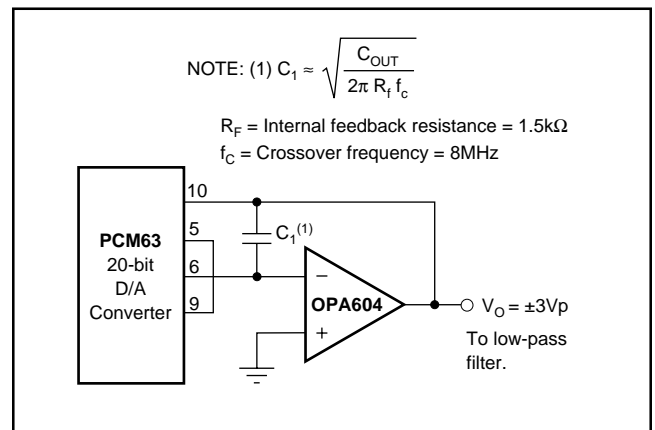 NOTE: (1) C₁ ≈ √(C_OUT / 2π R_f f_c)
R_F = Internal feedback resistance = 1.5kΩ
f_C = Crossover frequency = 8MHz
10
PCM63
20-bit
D/A
Converter
5
6
9
C₁⁽¹⁾
–
+
OPA604
V_O = ±3Vp
To low-pass
filter.